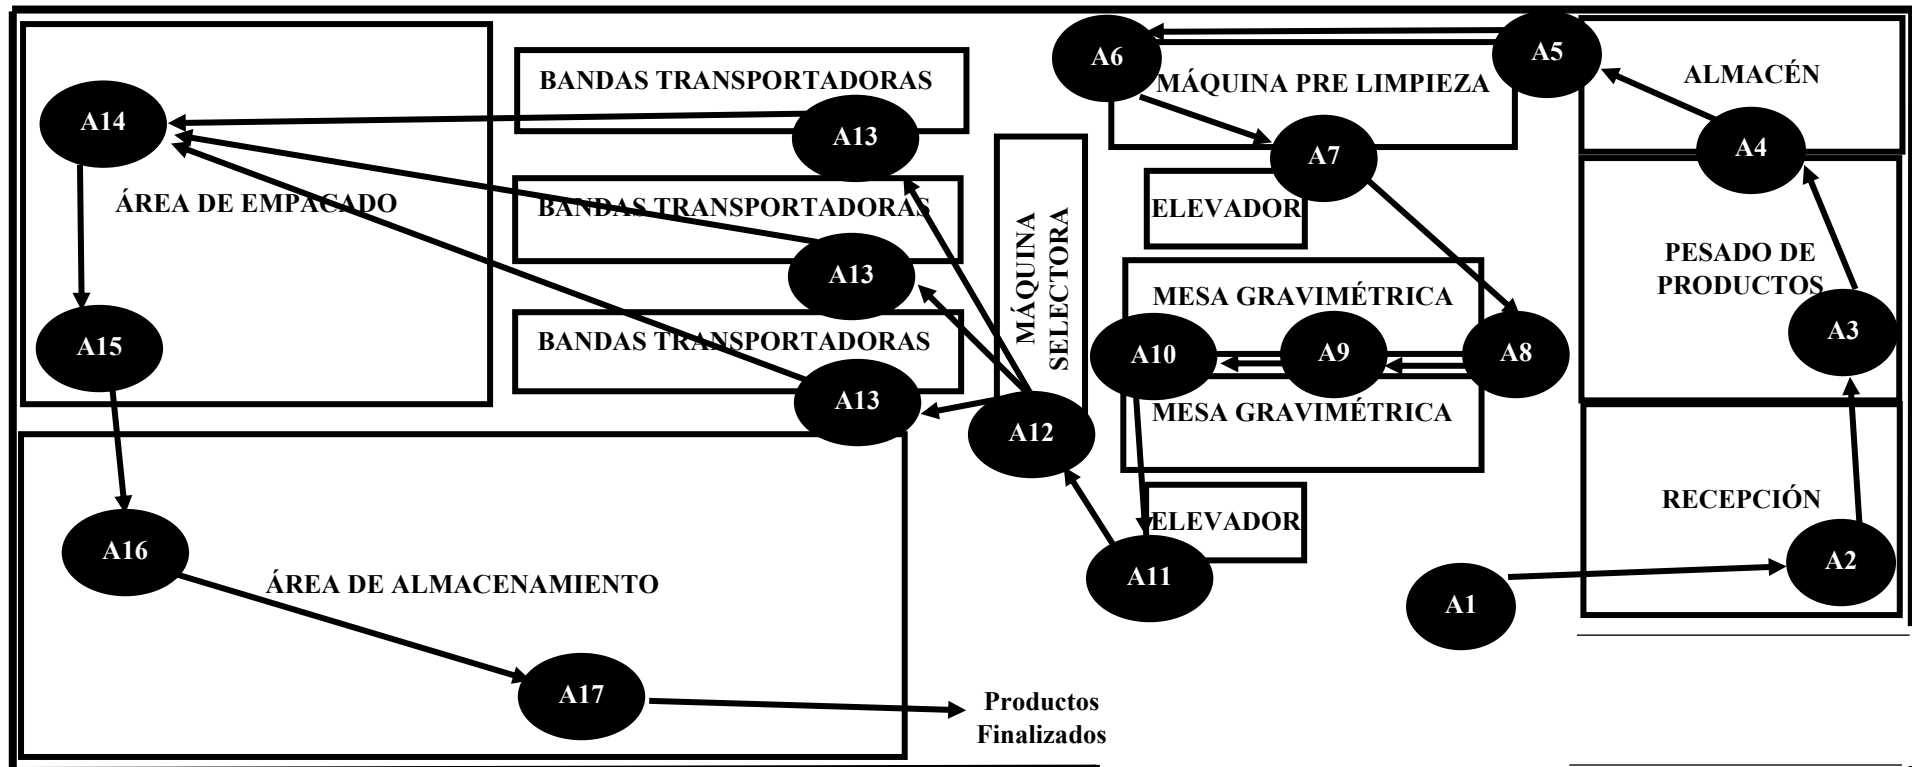 A14
ÁREA DE EMPACADO
A15
BANDAS TRANSPORTADORAS
A13
BANDAS TRANSPORTADORAS
A13
BANDAS TRANSPORTADORAS
A13
MÁQUINA
SELECTORA
A12
A6
MÁQUINA PRE LIMPIEZA
A5
A7
ELEVADOR
MESA GRAVIMÉTRICA
A10
A9
A8
MESA GRAVIMÉTRICA
ELEVADOR
A11
ALMACÉN
A4
PESADO DE
PRODUCTOS
A3
RECEPCIÓN
A2
A1
A16
ÁREA DE ALMACENAMIENTO
A17
Productos
Finalizados